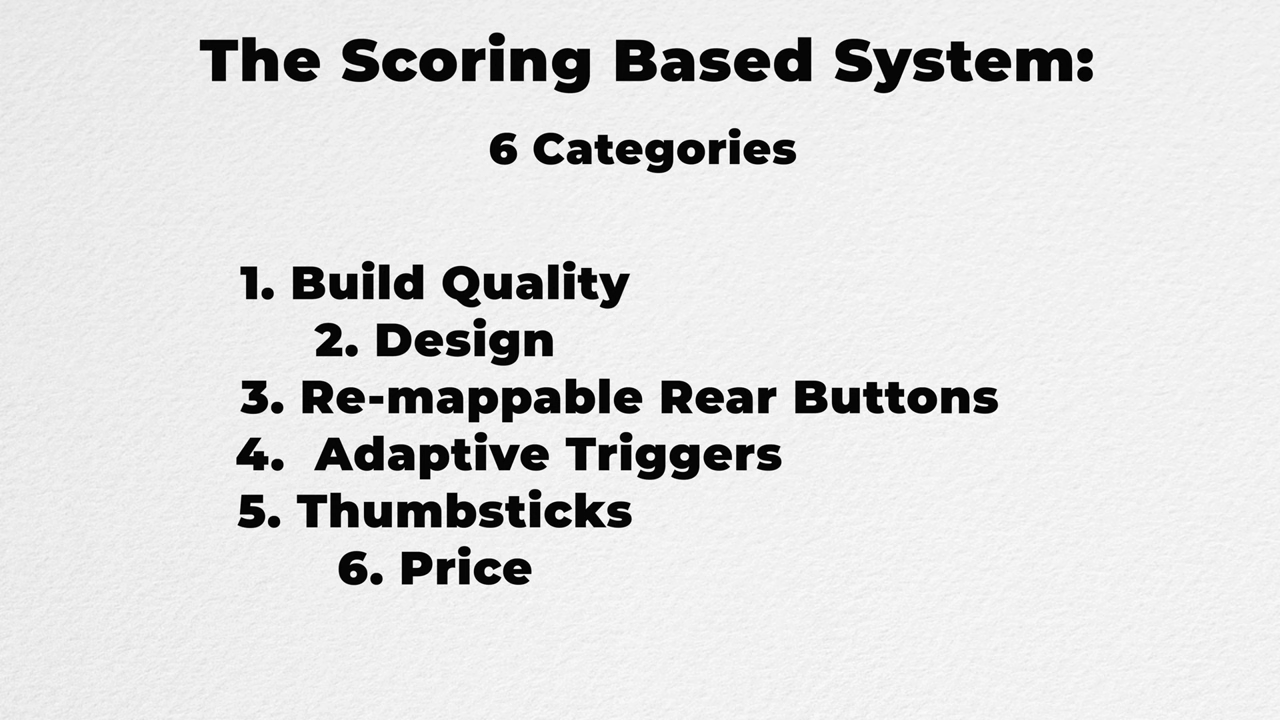 The Scoring Based System:
6 Categories
1. Build Quality
2. Design
3. Re-mappable Rear Buttons
4. Adaptive Triggers
5. Thumbsticks
6. Price